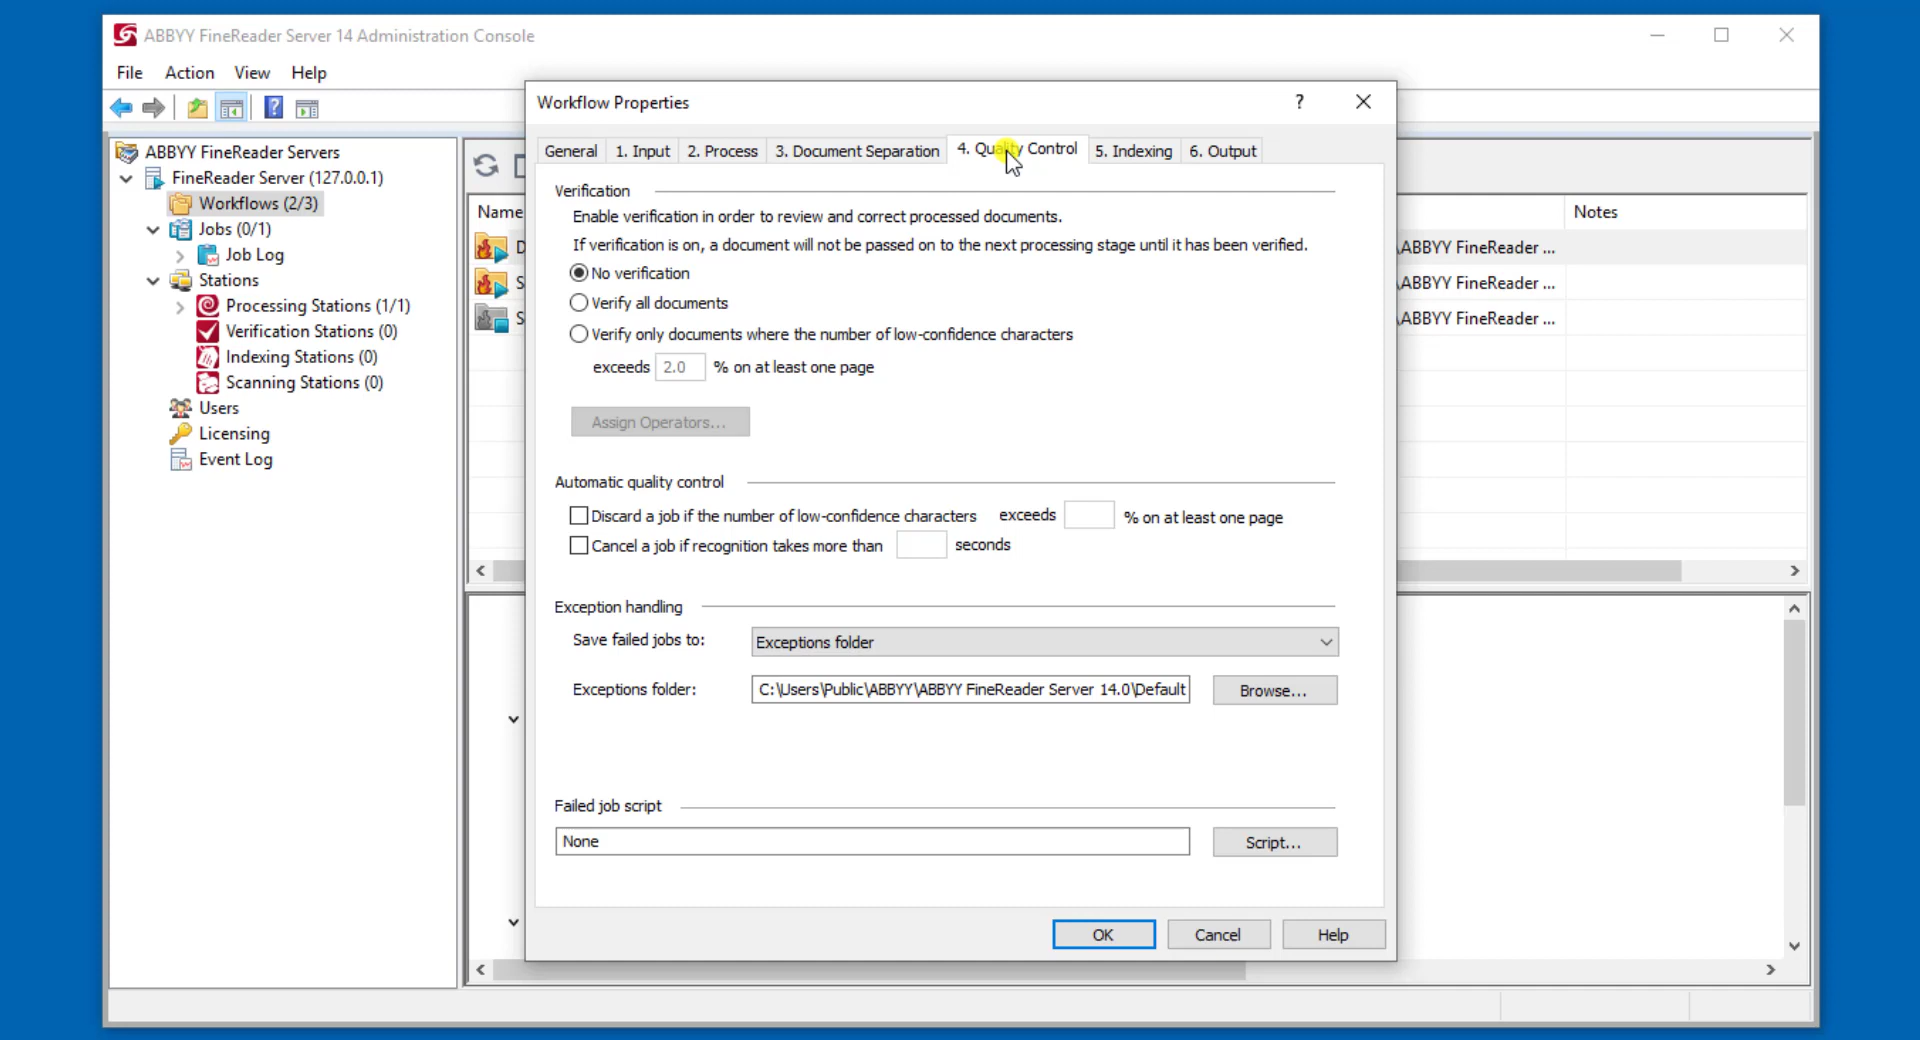 ABBYY FineReader Server 14 Administration Console
File Action View Help
Workflow Properties
?
General 1. Input 2. Process 3. Document Separation 4. Quality Control 5. Indexing 6. Output
ABBYY FineReader Servers
FineReader Server (127.0.0.1)
Workflows (2/3)
Jobs (0/1)
Job Log
Stations
Processing Stations (1/1)
Verification Stations (0)
Indexing Stations (0)
Scanning Stations (0)
Users
Licensing
Event Log
Name
Notes
D
\ABBYY FineReader ...
S
\ABBYY FineReader ...
S
\ABBYY FineReader ...
Verification
Enable verification in order to review and correct processed documents.
If verification is on, a document will not be passed on to the next processing stage until it has been verified.
No verification
Verify all documents
Verify only documents where the number of low-confidence characters
exceeds 2.0 % on at least one page
Assign Operators...
Automatic quality control
Discard a job if the number of low-confidence characters exceeds % on at least one page
Cancel a job if recognition takes more than seconds
Exception handling
Save failed jobs to: Exceptions folder
Exceptions folder: C:\Users\Public\ABBYY\ABBYY FineReader Server 14.0\Default Browse...
Failed job script
None Script...
OK Cancel Help